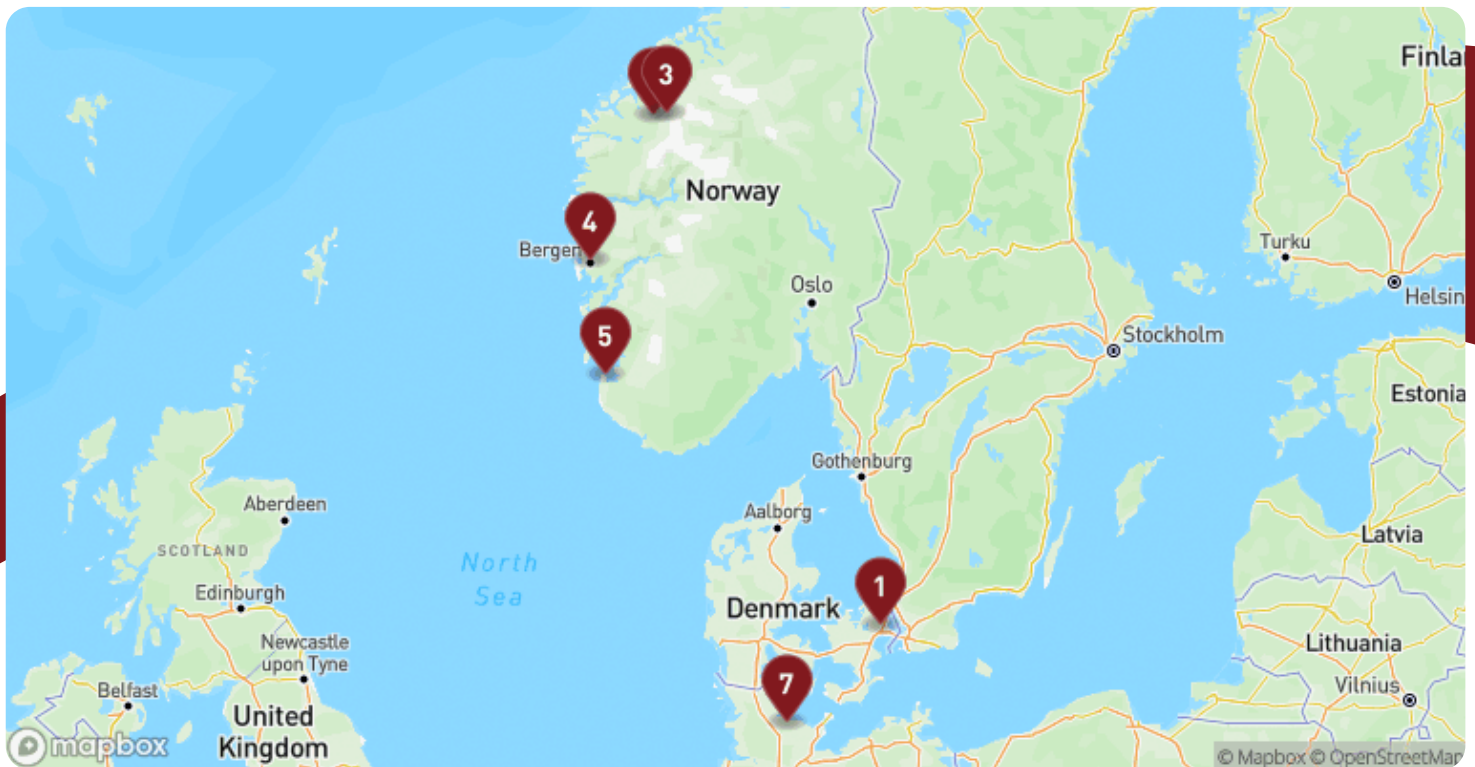 Finla
3
Norway
4
Bergen
Turku
Oslo
Helsin
5
Stockholm
Estonia
Gothenburg
Aberdeen
Aalborg
SCOTLAND
Latvia
North
Sea
1
Edinburgh
Denmark
Newcastle
upon Tyne
Lithuania
7
Vilnius
Belfast
United
Kingdom
mapbox
© Mapbox © OpenStreetMap